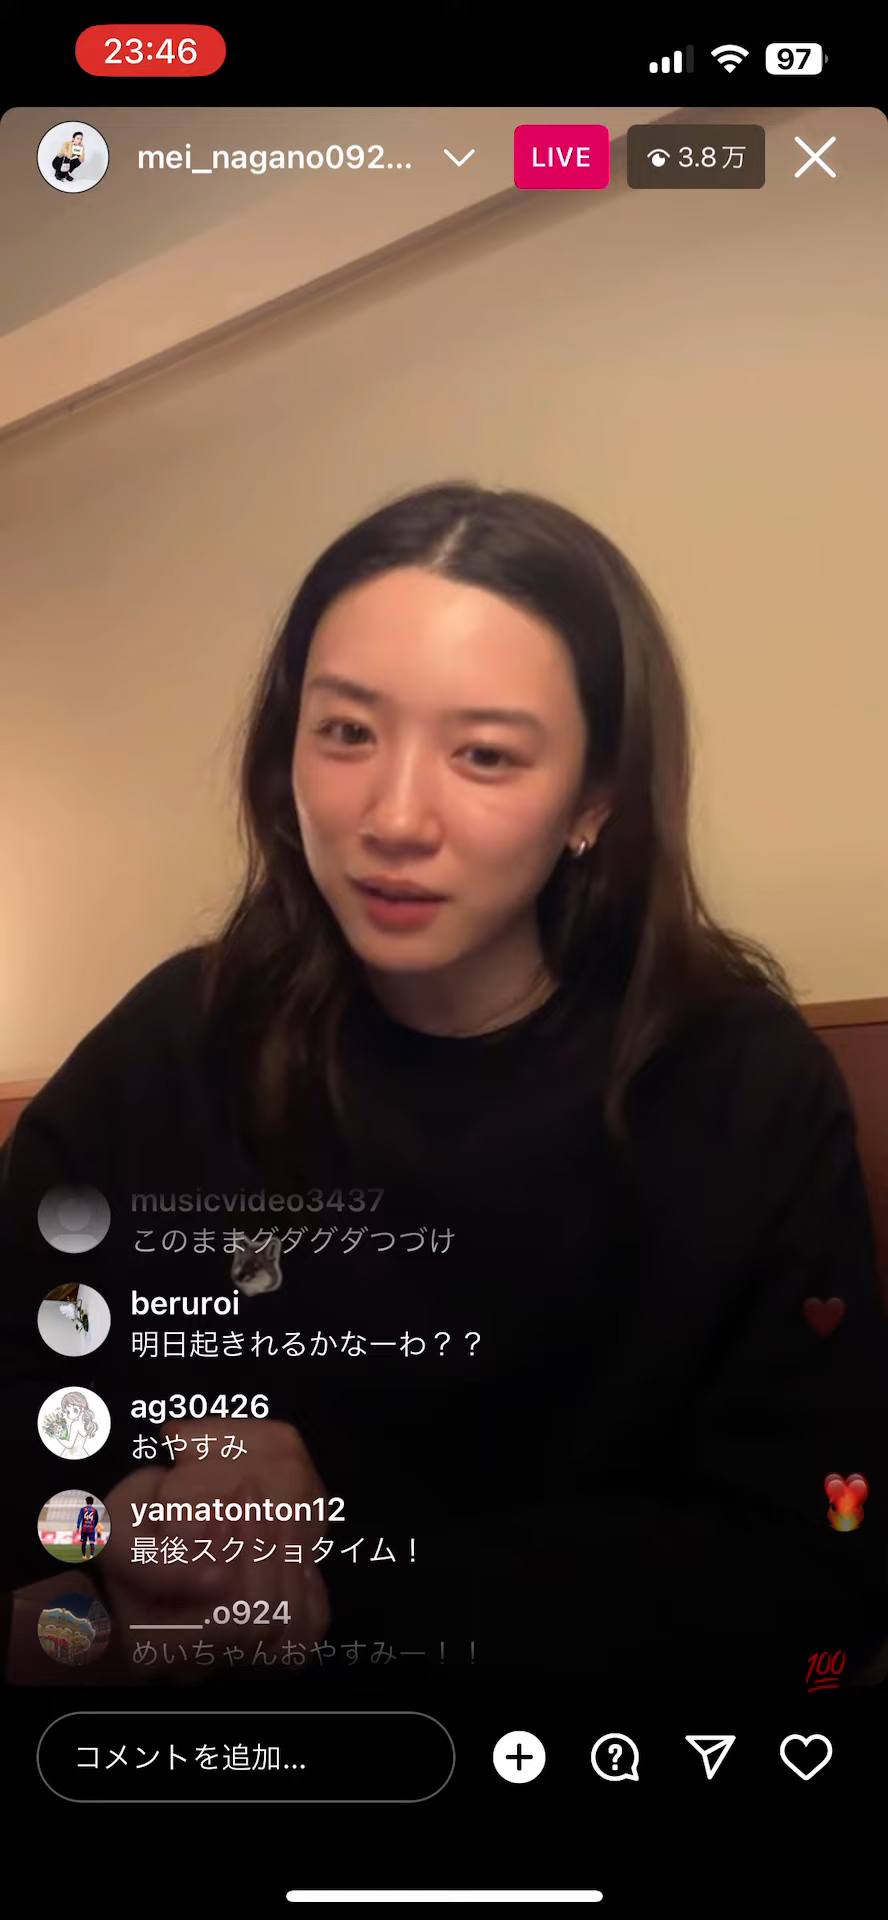 23:46
97
mei_nagano092...
LIVE
3.8万
musicvideo3437
このままグダグダつづけ
beruroi
明日起きれるかなーわ？？
ag30426
おやすみ
yamatonton12
最後スクショタイム！
_____.o924
めいちゃんおやすみー！！
100
コメントを追加...